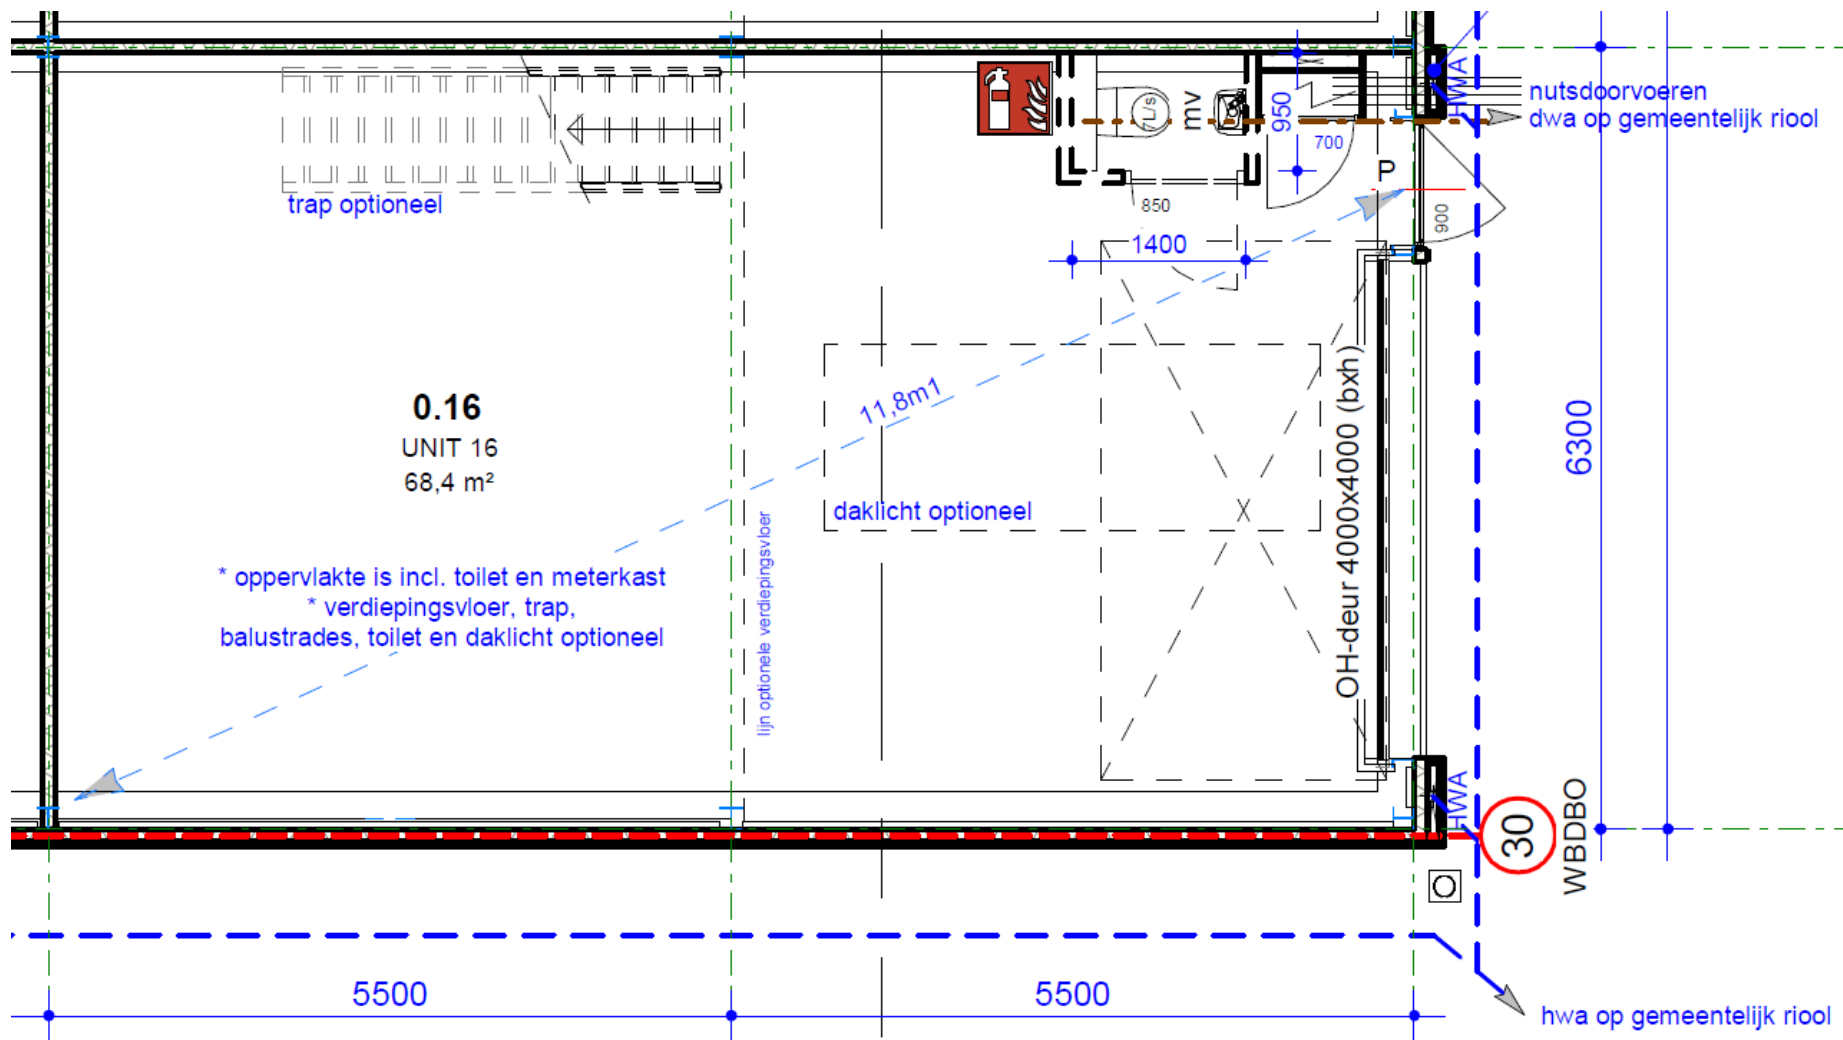 HWA
nutsdoorvoeren
dwa op gemeentelijk riool
7L/s
mv
950
700
P
900
850
1400
trap optioneel
11,8m1
0.16
UNIT 16
68,4 m²
6300
OH-deur 4000x4000 (bxh)
daklicht optioneel
lijn optionele verdiepingsvloer
* oppervlakte is incl. toilet en meterkast
* verdiepingsvloer, trap,
balustrades, toilet en daklicht optioneel
HWA
30
WBDBO
O
5500
5500
hwa op gemeentelijk riool